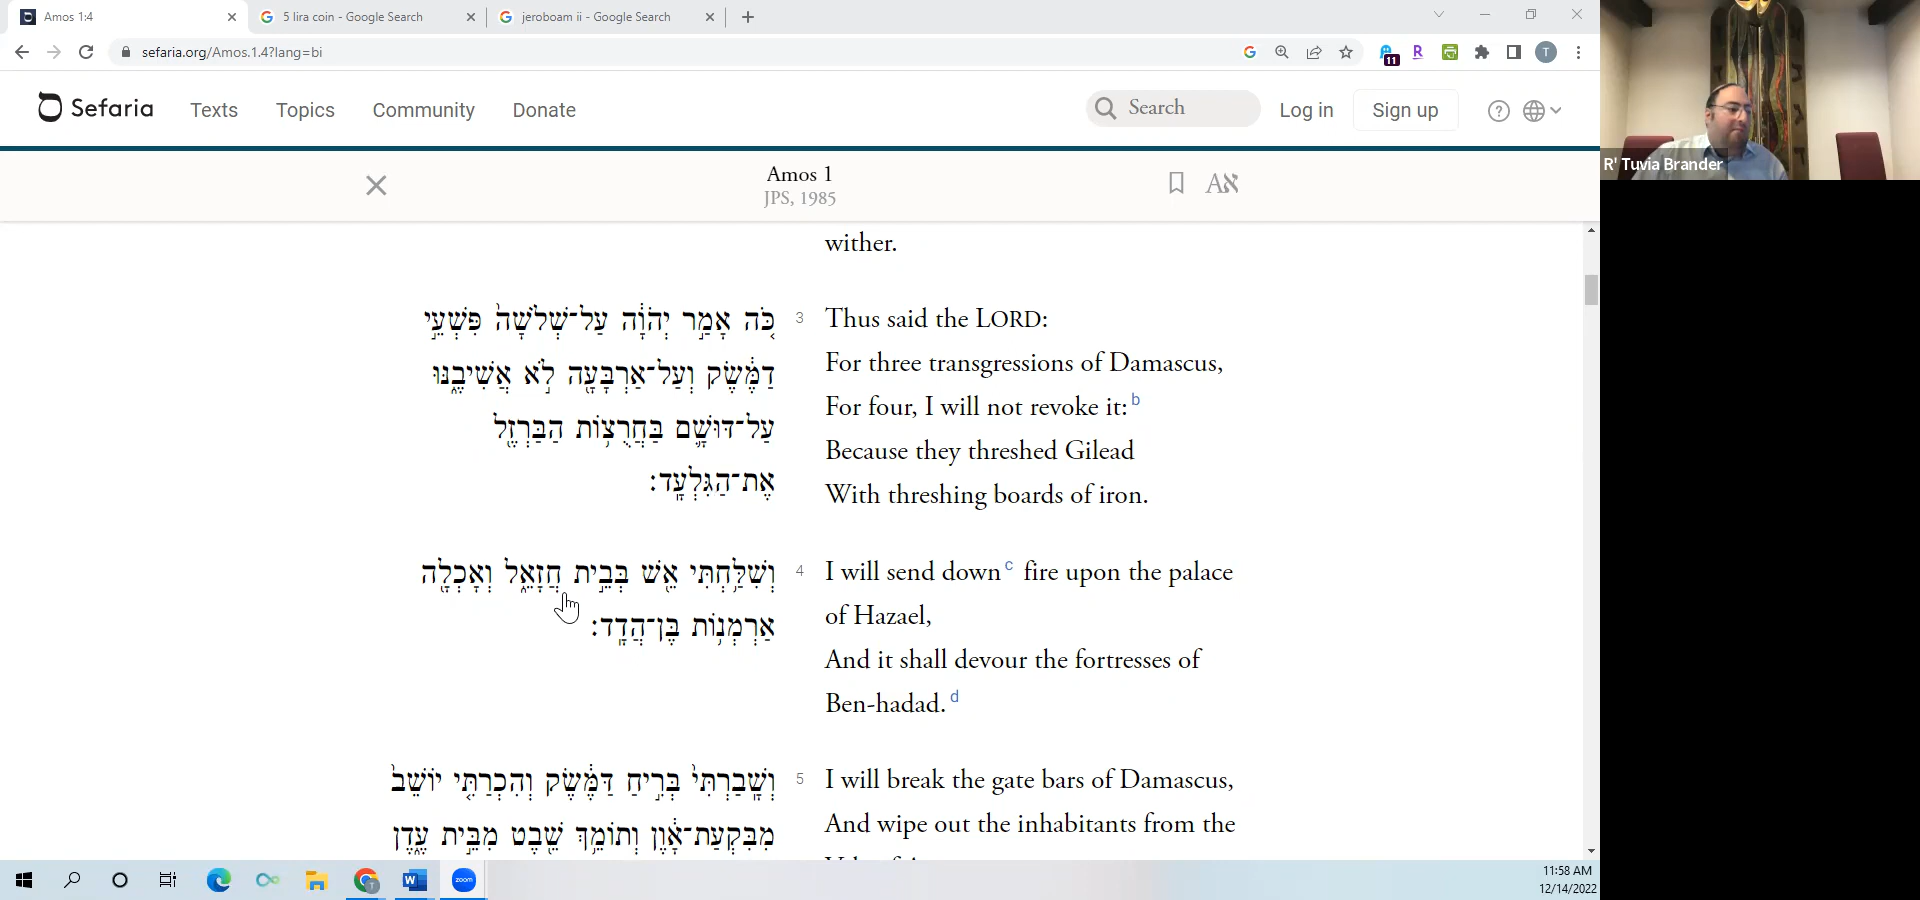 Amos 1:4
5 lira coin - Google Search
jeroboam ii - Google Search
sefaria.org/Amos.1.4?lang=bi
11
R
T
Sefaria
Texts
Topics
Community
Donate
Search
Log in
Sign up
Amos 1
JPS, 1985
Aא
R' Tuvia Brander
wither.
כֹּ֚ה אָמַ֣ר יְהֹוָ֔ה עַל־שְׁלֹשָׁה֙ פִּשְׁעֵ֣י
דַמֶּ֔שֶׂק וְעַל־אַרְבָּעָ֖ה לֹ֣א אֲשִׁיבֶ֑נּוּ
עַל־דּוּשָׁ֛ם בַּחֲרֻצ֥וֹת הַבַּרְזֶ֖ל
אֶת־הַגִּלְעָֽד׃
3
Thus said the LORD:
For three transgressions of Damascus,
For four, I will not revoke it: b
Because they threshed Gilead
With threshing boards of iron.
וְשִׁלַּ֥חְתִּי אֵ֖שׁ בְּבֵ֣ית חֲזָאֵ֑ל וְאָכְלָ֖ה
אַרְמְנ֥וֹת בֶּן־הֲדָֽד׃
4
I will send down c fire upon the palace
of Hazael,
And it shall devour the fortresses of
Ben-hadad. d
וְשָֽׁבַרְתִּי֙ בְּרִ֣יחַ דַּמֶּ֔שֶׂק וְהִכְרַתִּ֤י יוֹשֵׁב֙
מִבִּקְעַת־אָ֔וֶן וְתוֹמֵ֥ךְ שֵׁ֖בֶט מִבֵּ֣ית עֶ֑דֶן
5
I will break the gate bars of Damascus,
And wipe out the inhabitants from the
T
zoom
11:58 AM
12/14/2022